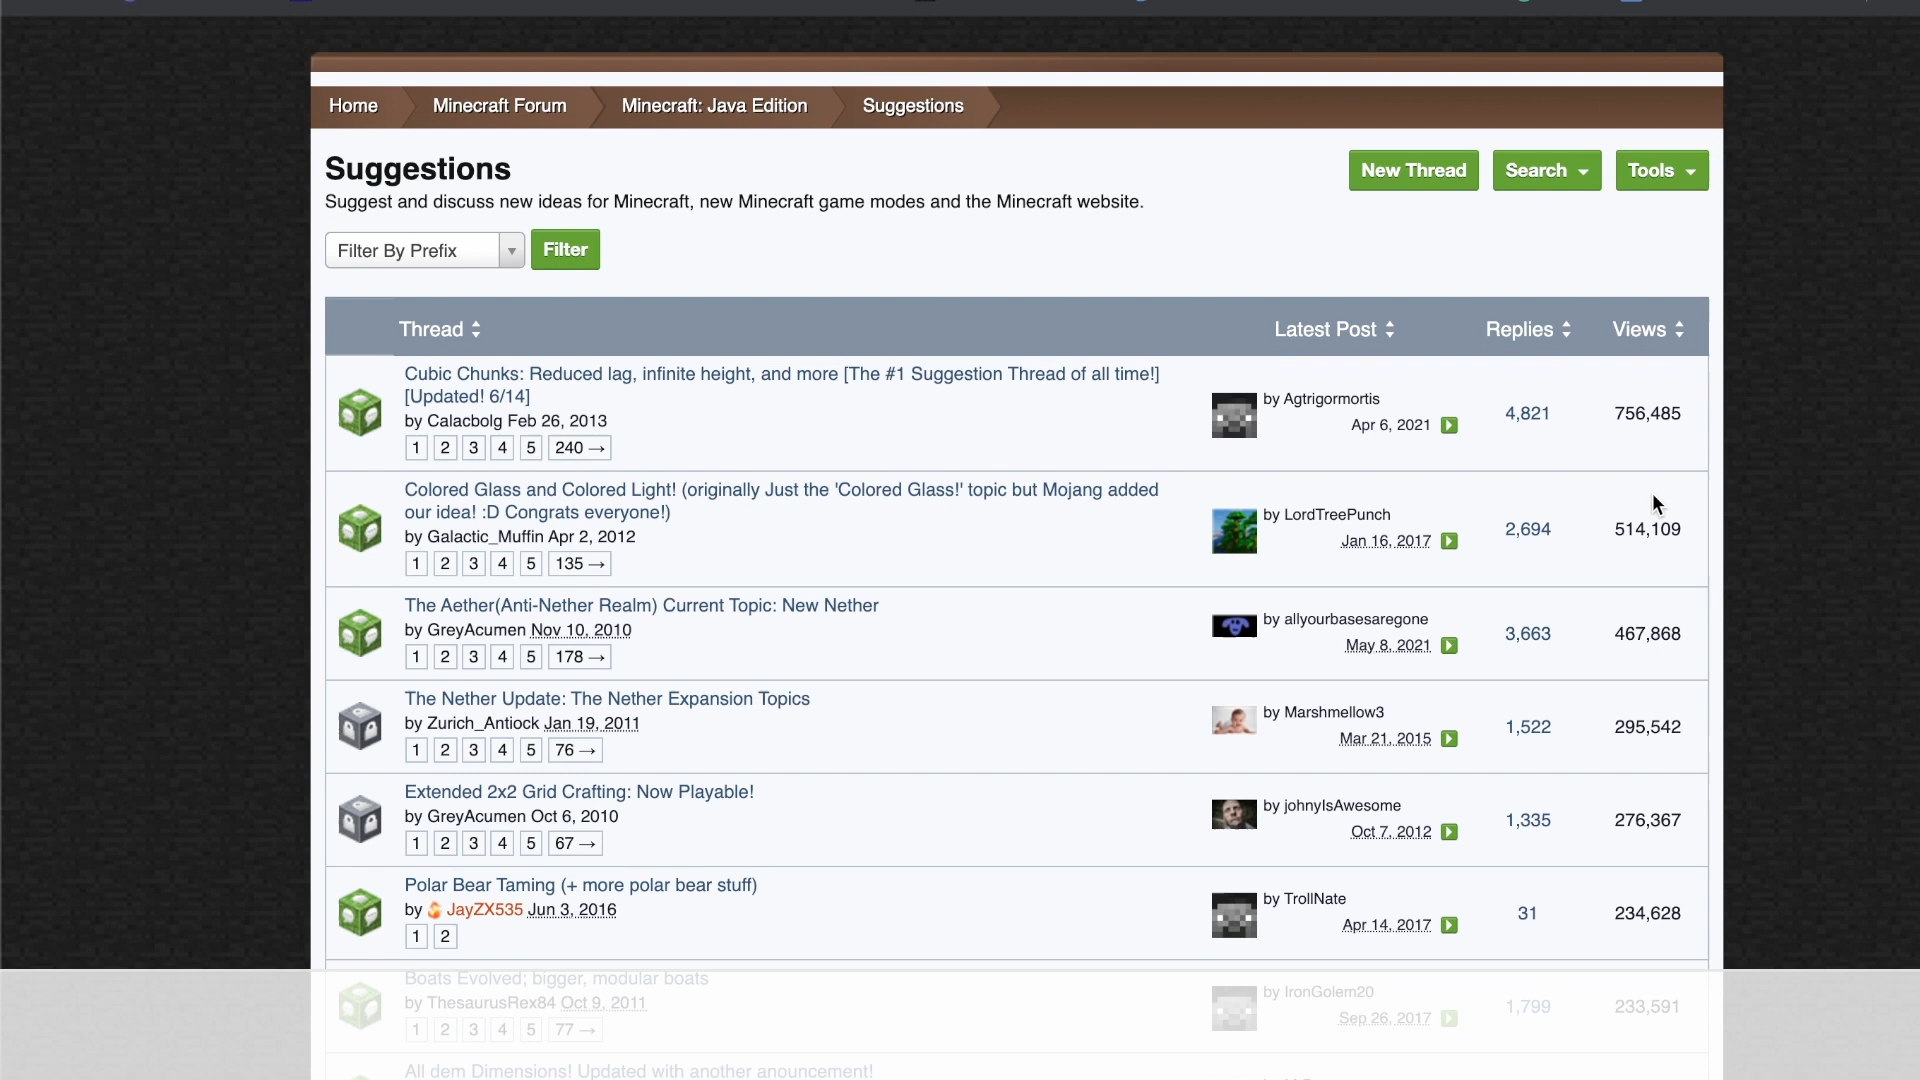 Home Minecraft Forum Minecraft: Java Edition Suggestions
Suggestions
New Thread Search Tools
Suggest and discuss new ideas for Minecraft, new Minecraft game modes and the Minecraft website.
Filter By Prefix Filter
Thread Latest Post Replies Views
Cubic Chunks: Reduced lag, infinite height, and more [The #1 Suggestion Thread of all time!]
[Updated! 6/14]
by Calacbolg Feb 26, 2013
1 2 3 4 5 240 →
by Agtrigormortis
Apr 6, 2021
4,821
756,485
Colored Glass and Colored Light! (originally Just the 'Colored Glass!' topic but Mojang added
our idea! :D Congrats everyone!)
by Galactic_Muffin Apr 2, 2012
1 2 3 4 5 135 →
by LordTreePunch
Jan 16, 2017
2,694
514,109
The Aether(Anti-Nether Realm) Current Topic: New Nether
by GreyAcumen Nov 10, 2010
1 2 3 4 5 178 →
by allyourbasesaregone
May 8, 2021
3,663
467,868
The Nether Update: The Nether Expansion Topics
by Zurich_Antiock Jan 19, 2011
1 2 3 4 5 76 →
by Marshmellow3
Mar 21, 2015
1,522
295,542
Extended 2x2 Grid Crafting: Now Playable!
by GreyAcumen Oct 6, 2010
1 2 3 4 5 67 →
by johnyIsAwesome
Oct 7, 2012
1,335
276,367
Polar Bear Taming (+ more polar bear stuff)
by JayZX535 Jun 3, 2016
1 2
by TrollNate
Apr 14, 2017
31
234,628
Boats Evolved; bigger, modular boats
by ThesaurusRex84 Oct 9, 2011
1 2 3 4 5 77 →
by IronGolem20
Sep 26, 2017
1,799
233,591
All dem Dimensions! Updated with another anouncement!